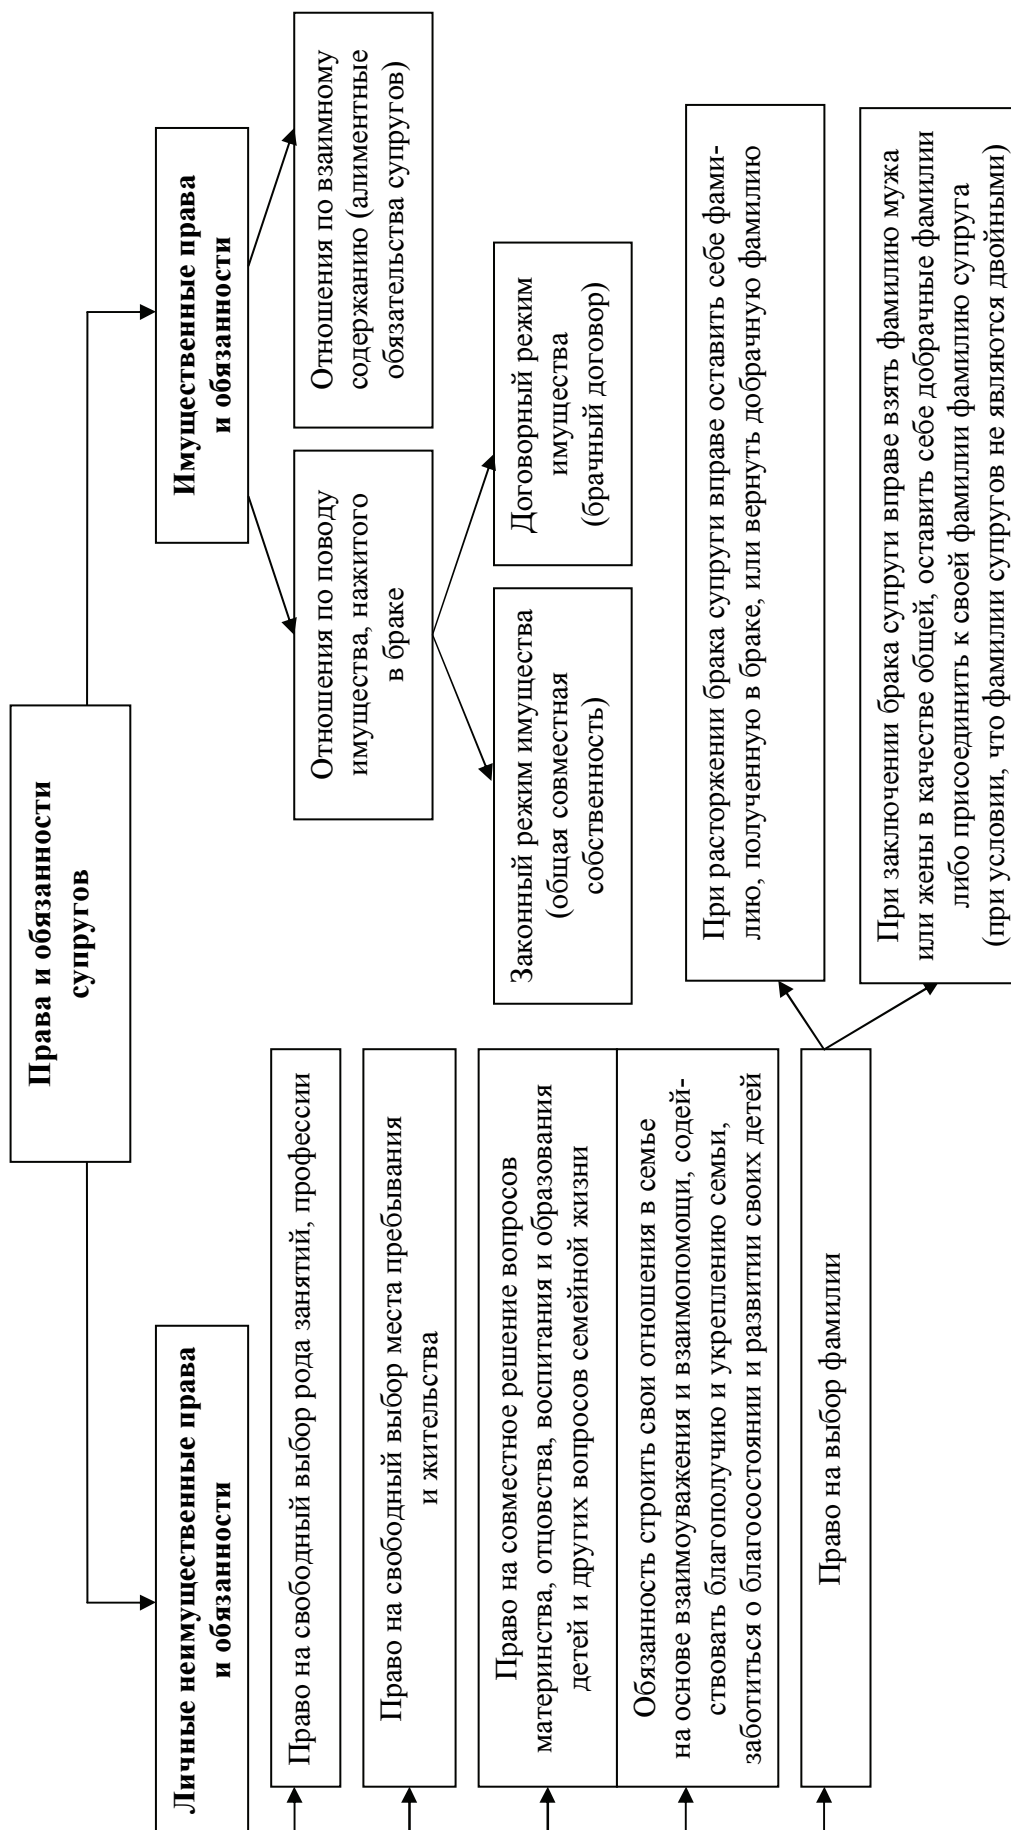 Права и обязанности
супругов
Личные неимущественные права
и обязанности
Право на свободный выбор рода занятий, профессии
Право на свободный выбор места пребывания
и жительства
Право на совместное решение вопросов
материнства, отцовства, воспитания и образования
детей и других вопросов семейной жизни
Обязанность строить свои отношения в семье
на основе взаимоуважения и взаимопомощи, содей-
ствовать благополучию и укреплению семьи,
заботиться о благосостоянии и развитии своих детей
Право на выбор фамилии
Имущественные права
и обязанности
Отношения по поводу
имущества, нажитого
в браке
Отношения по взаимному
содержанию (алиментные
обязательства супругов)
Законный режим имущества
(общая совместная
собственность)
Договорный режим
имущества
(брачный договор)
При расторжении брака супруги вправе оставить себе фами-
лию, полученную в браке, или вернуть добрачную фамилию
При заключении брака супруги вправе взять фамилию мужа
или жены в качестве общей, оставить себе добрачные фамилии
либо присоединить к своей фамилии фамилию супруга
(при условии, что фамилии супругов не являются двойными)